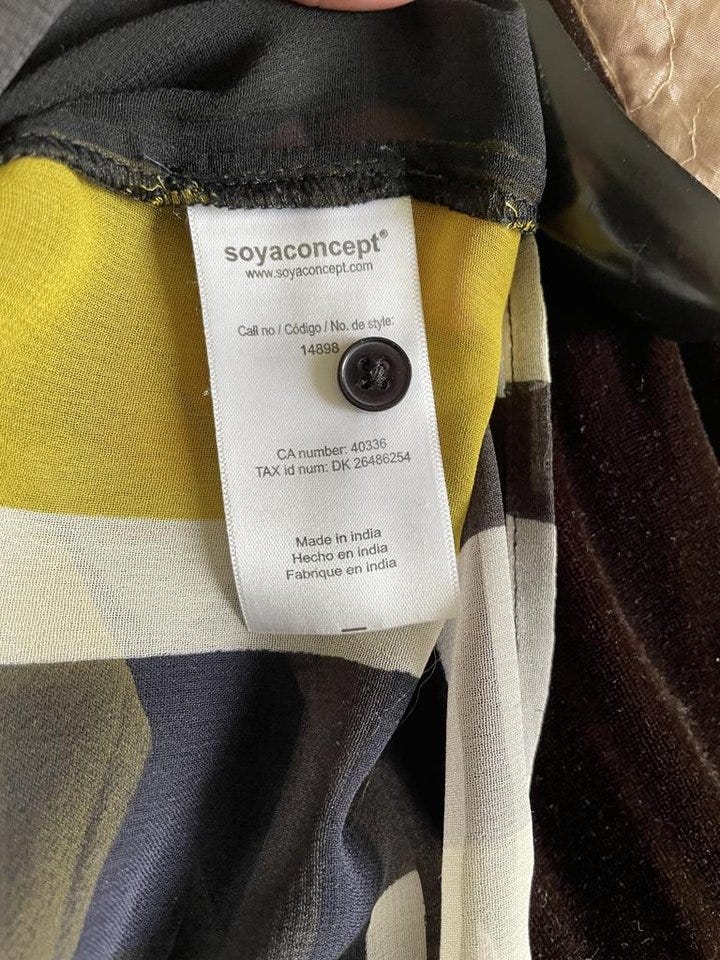 soyaconcept®
www.soyaconcept.com
Call no / Código / No. de style:
14898
CA number: 40336
TAX id num: DK 26486254
Made in india
Hecho en india
Fabrique en india